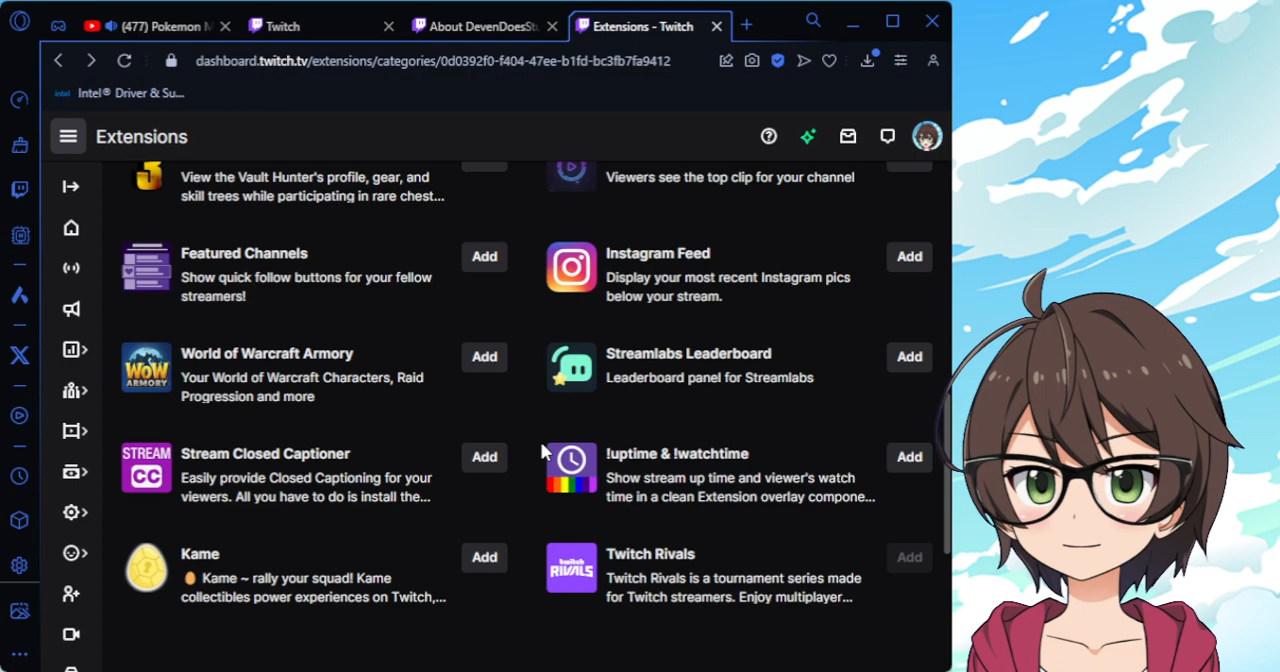 (477) Pokemon M
Twitch
About DevenDoesSt
Extensions - Twitch
dashboard.twitch.tv/extensions/categories/0d0392f0-f404-47ee-b1fd-bc3fb7fa9412
intel
Intel® Driver & Su...
Extensions
View the Vault Hunter's profile, gear, and
skill trees while participating in rare chest...
Viewers see the top clip for your channel
Featured Channels
Show quick follow buttons for your fellow
streamers!
Add
Instagram Feed
Display your most recent Instagram pics
below your stream.
Add
WOW
ARMORY
World of Warcraft Armory
Your World of Warcraft Characters, Raid
Progression and more
Add
Streamlabs Leaderboard
Leaderboard panel for Streamlabs
Add
STREAM
CC
Stream Closed Captioner
Easily provide Closed Captioning for your
viewers. All you have to do is install the...
Add
!uptime & !watchtime
Show stream up time and viewer's watch
time in a clean Extension overlay compone...
Add
Kame
🥚 Kame ~ rally your squad! Kame
collectibles power experiences on Twitch,...
Add
twitch
RIVALS
Twitch Rivals
Twitch Rivals is a tournament series made
for Twitch streamers. Enjoy multiplayer...
Add